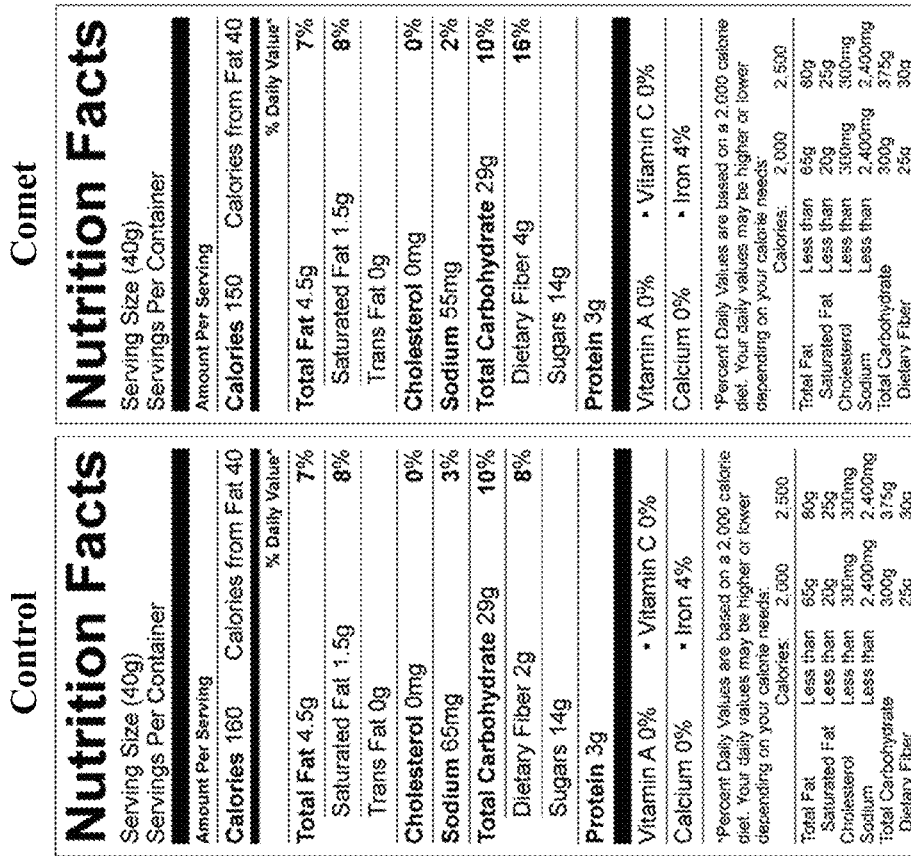 Control
Nutrition Facts
Serving Size (40g)
Servings Per Container
Amount Per Serving
Calories 160 Calories from Fat 40
% Daily Value*
Total Fat 4.5g 7%
Saturated Fat 1.5g 8%
Trans Fat 0g
Cholesterol 0mg 0%
Sodium 65mg 3%
Total Carbohydrate 29g 10%
Dietary Fiber 2g 8%
Sugars 14g
Protein 3g
Vitamin A 0% • Vitamin C 0%
Calcium 0% • Iron 4%
*Percent Daily Values are based on a 2,000 calorie
diet. Your daily values may be higher or lower
depending on your calorie needs:
Calories: 2,000 2,500
Total Fat Less than 65g 80g
Saturated Fat Less than 20g 25g
Cholesterol Less than 300mg 300mg
Sodium Less than 2,400mg 2,400mg
Total Carbohydrate 300g 375g
Dietary Fiber 25g 30g
Comet
Nutrition Facts
Serving Size (40g)
Servings Per Container
Amount Per Serving
Calories 150 Calories from Fat 40
% Daily Value*
Total Fat 4.5g 7%
Saturated Fat 1.5g 8%
Trans Fat 0g
Cholesterol 0mg 0%
Sodium 55mg 2%
Total Carbohydrate 29g 10%
Dietary Fiber 4g 16%
Sugars 14g
Protein 3g
Vitamin A 0% • Vitamin C 0%
Calcium 0% • Iron 4%
*Percent Daily Values are based on a 2,000 calorie
diet. Your daily values may be higher or lower
depending on your calorie needs
Calories: 2,000 2,500
Total Fat Less than 65g 80g
Saturated Fat Less than 20g 25g
Cholesterol Less than 300mg 300mg
Sodium Less than 2,400mg 2,400mg
Total Carbohydrate 300g 375g
Dietary Fiber 25g 30g